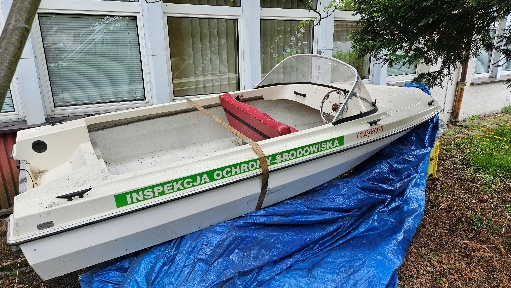 INSPEKCJA OCHRONY ŚRODOWISKA